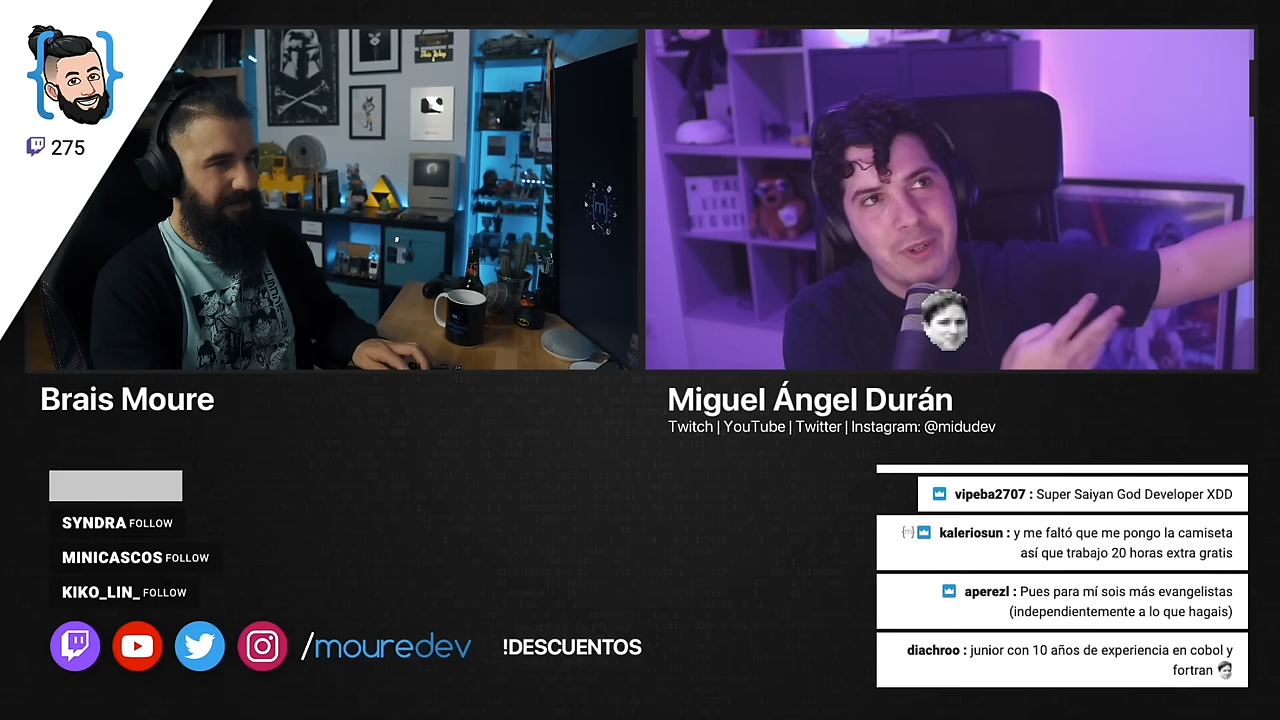 275
Brais Moure
Miguel Ángel Durán
Twitch | YouTube | Twitter | Instagram: @midudev
SYNDRA FOLLOW
MINICASCOS FOLLOW
KIKO_LIN_ FOLLOW
/mouredev
!DESCUENTOS
vipeba2707 : Super Saiyan God Developer XDD
kaleriosun : y me faltó que me pongo la camiseta
así que trabajo 20 horas extra gratis
aperezl : Pues para mí sois más evangelistas
(independientemente a lo que hagais)
diachroo : junior con 10 años de experiencia en cobol y
fortran